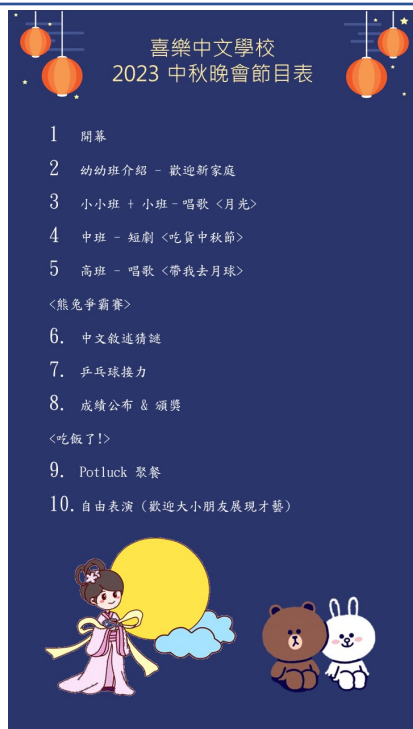 喜樂中文學校
2023 中秋晚會節目表
1 開幕
2 幼幼班介紹 - 歡迎新家庭
3 小小班 + 小班 - 唱歌 <月光>
4 中班 - 短劇 <吃貨中秋節>
5 高班 - 唱歌 <帶我去月球>
<熊兔爭霸賽>
6. 中文敘述猜謎
7. 乒乓球接力
8. 成績公布 & 頒獎
<吃飯了!>
9. Potluck 聚餐
10. 自由表演 (歡迎大小朋友展現才藝)